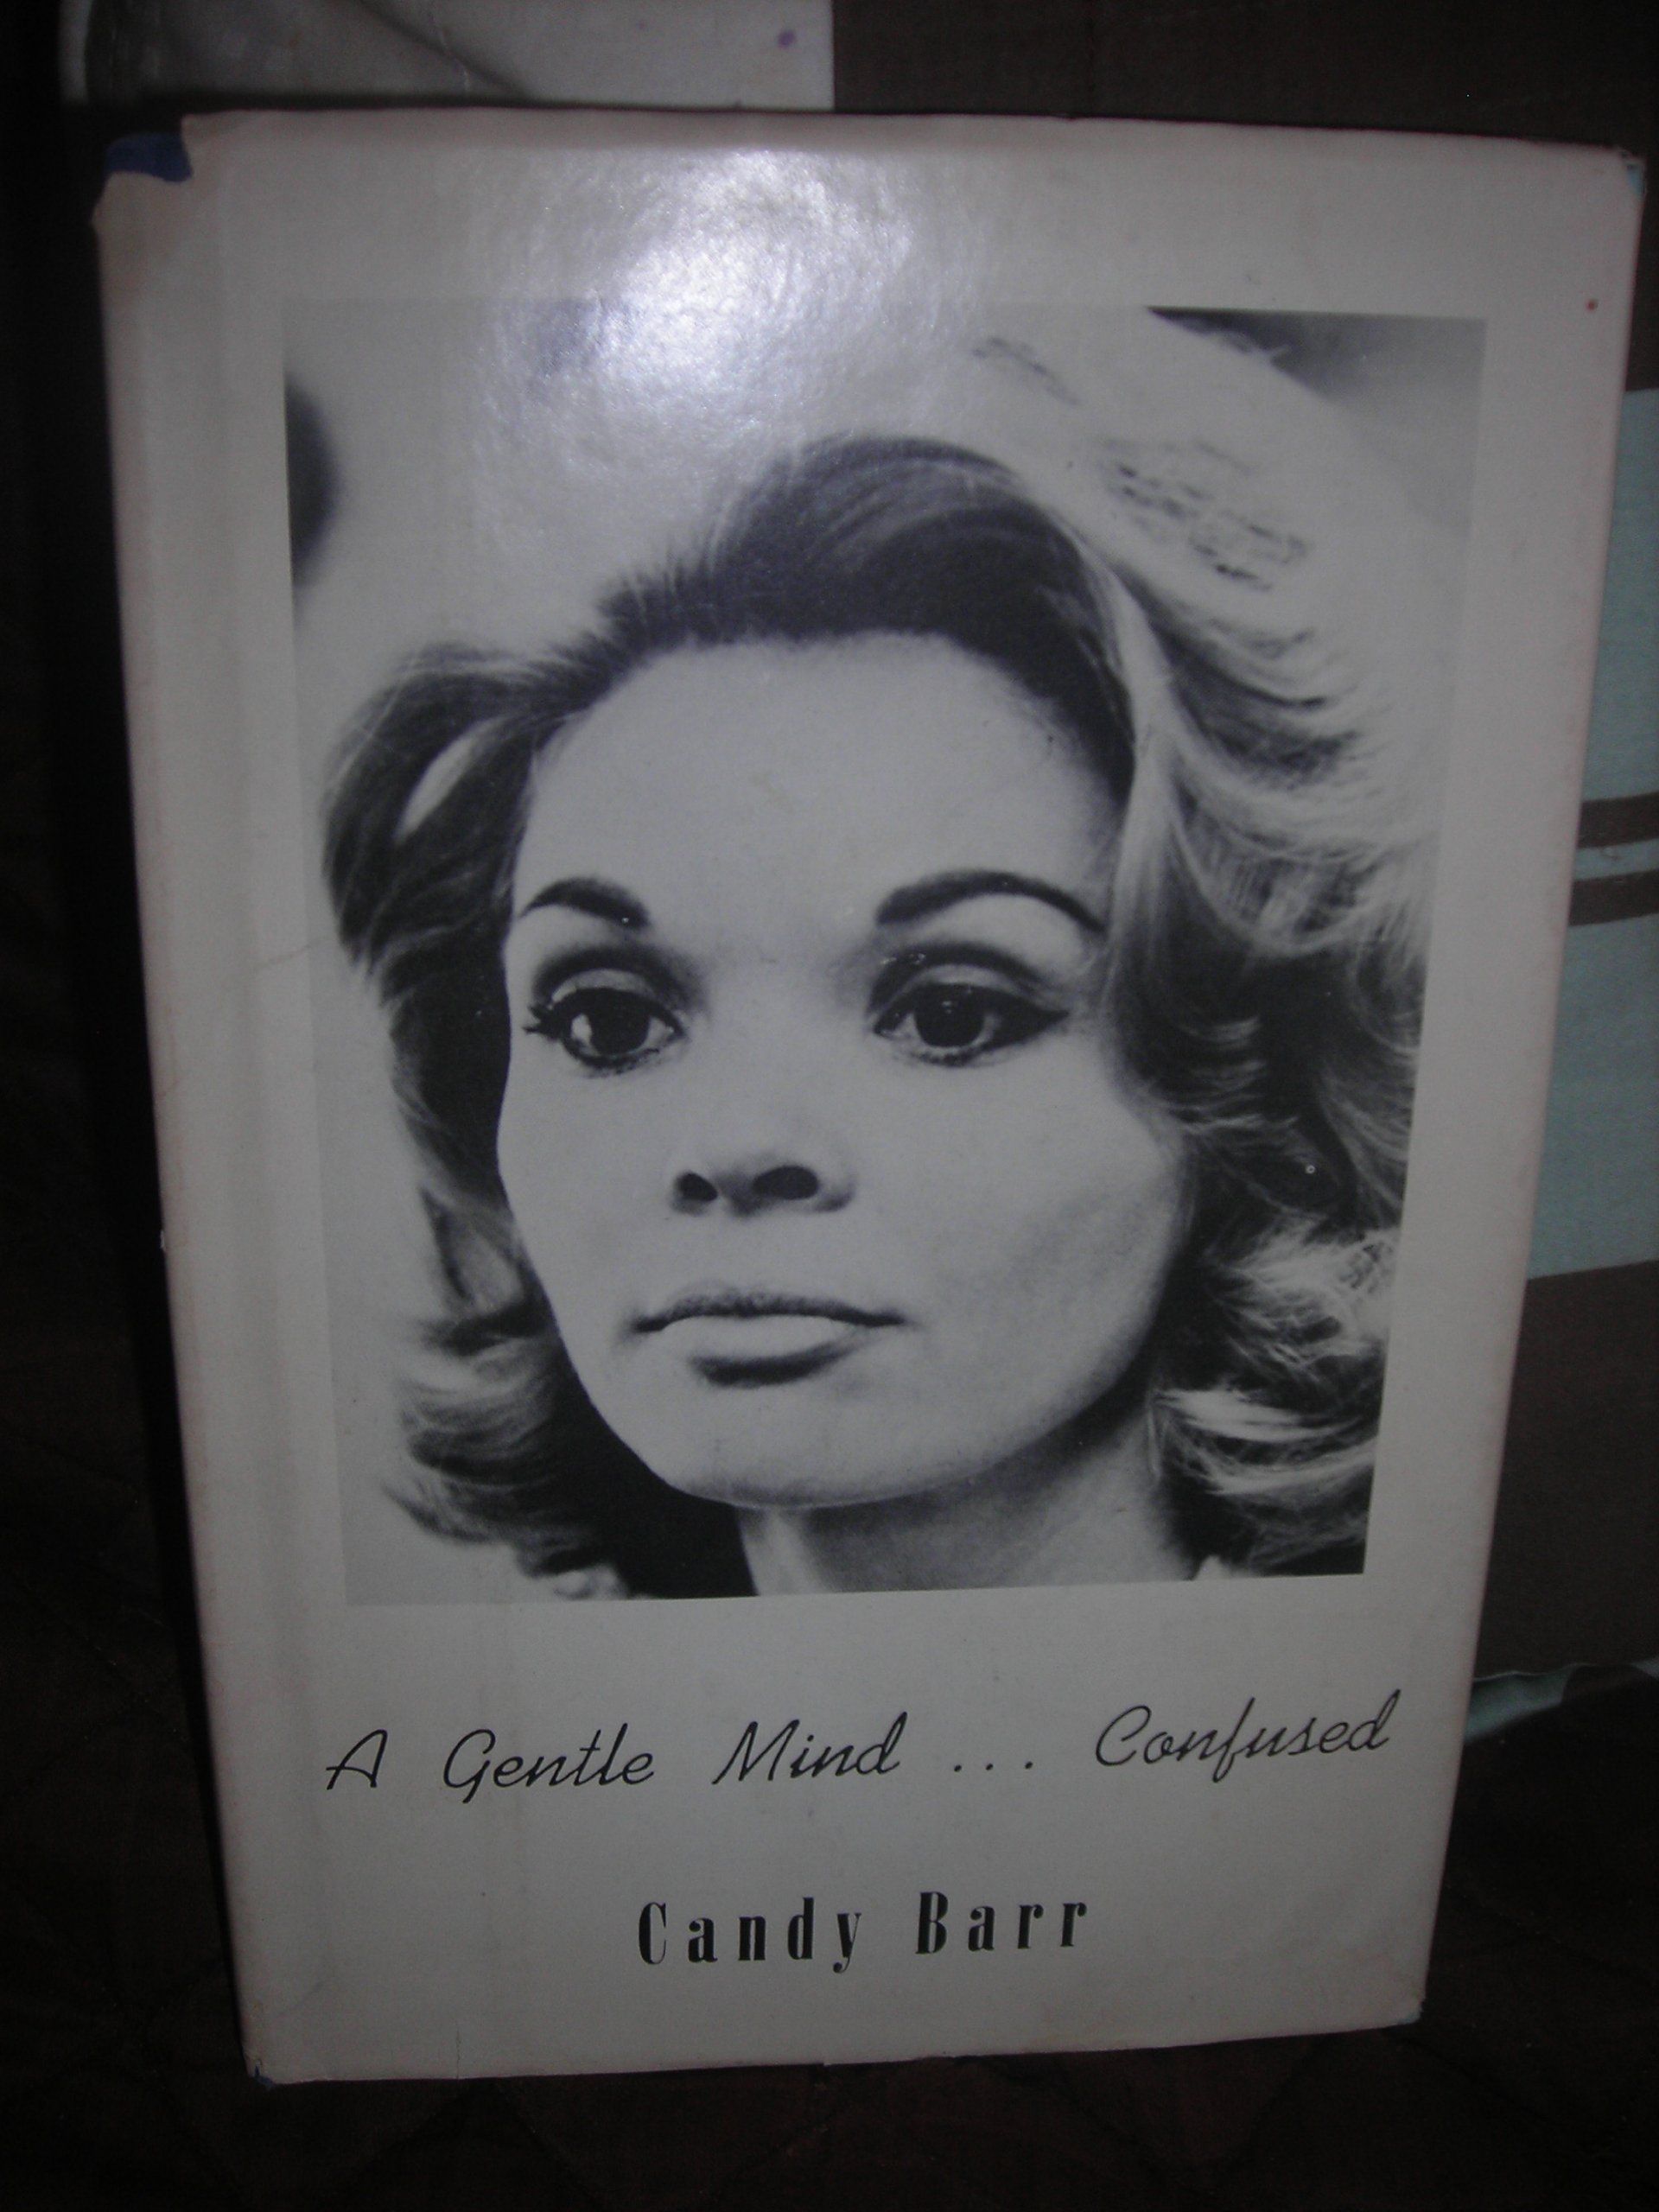 A Gentle Mind ... Confused
Candy Barr